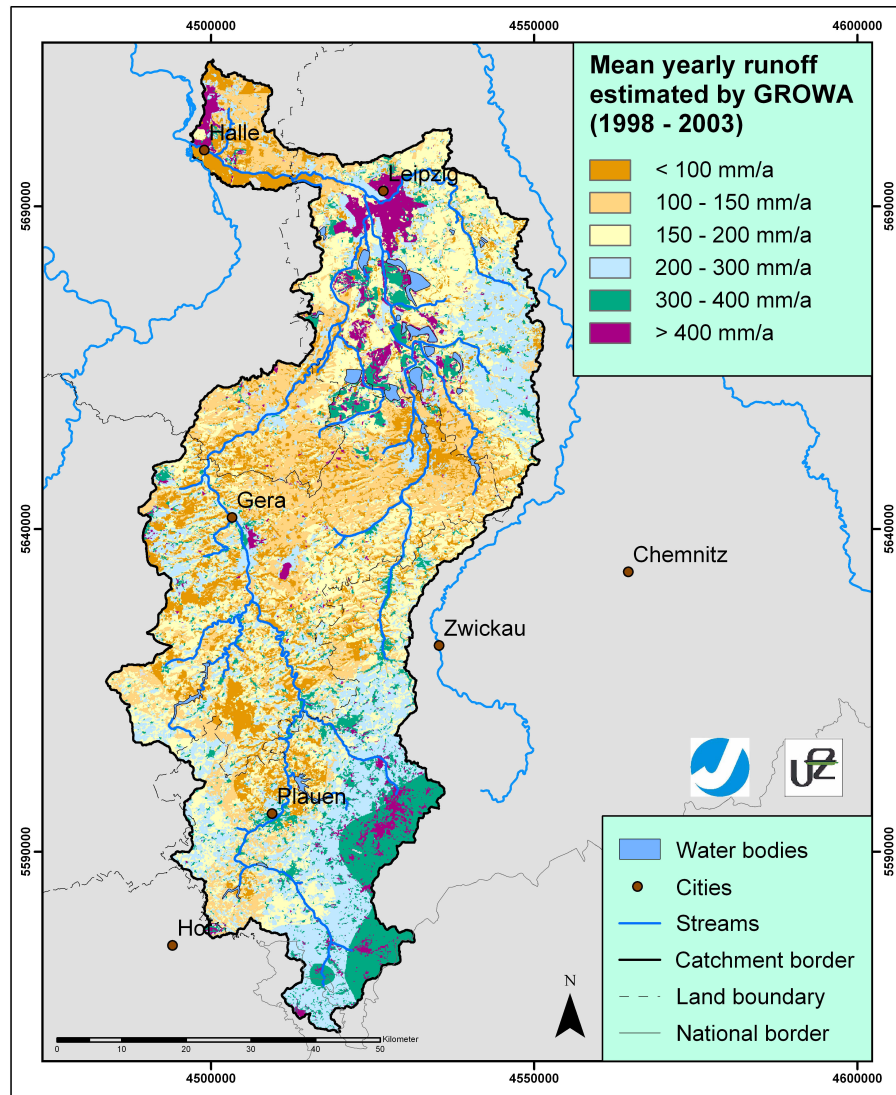 4500000
4550000
4600000
Mean yearly runoff
estimated by GROWA
(1998 - 2003)
< 100 mm/a
100 - 150 mm/a
150 - 200 mm/a
200 - 300 mm/a
300 - 400 mm/a
> 400 mm/a
Halle
Leipzig
5690000
5690000
Gera
5640000
5640000
Chemnitz
Zwickau
UFZ
Plauen
5590000
5590000
Water bodies
Cities
Streams
Catchment border
Land boundary
National border
Hof
N
Kilometer
0
10
20
30
40
50
4500000
4550000
4600000